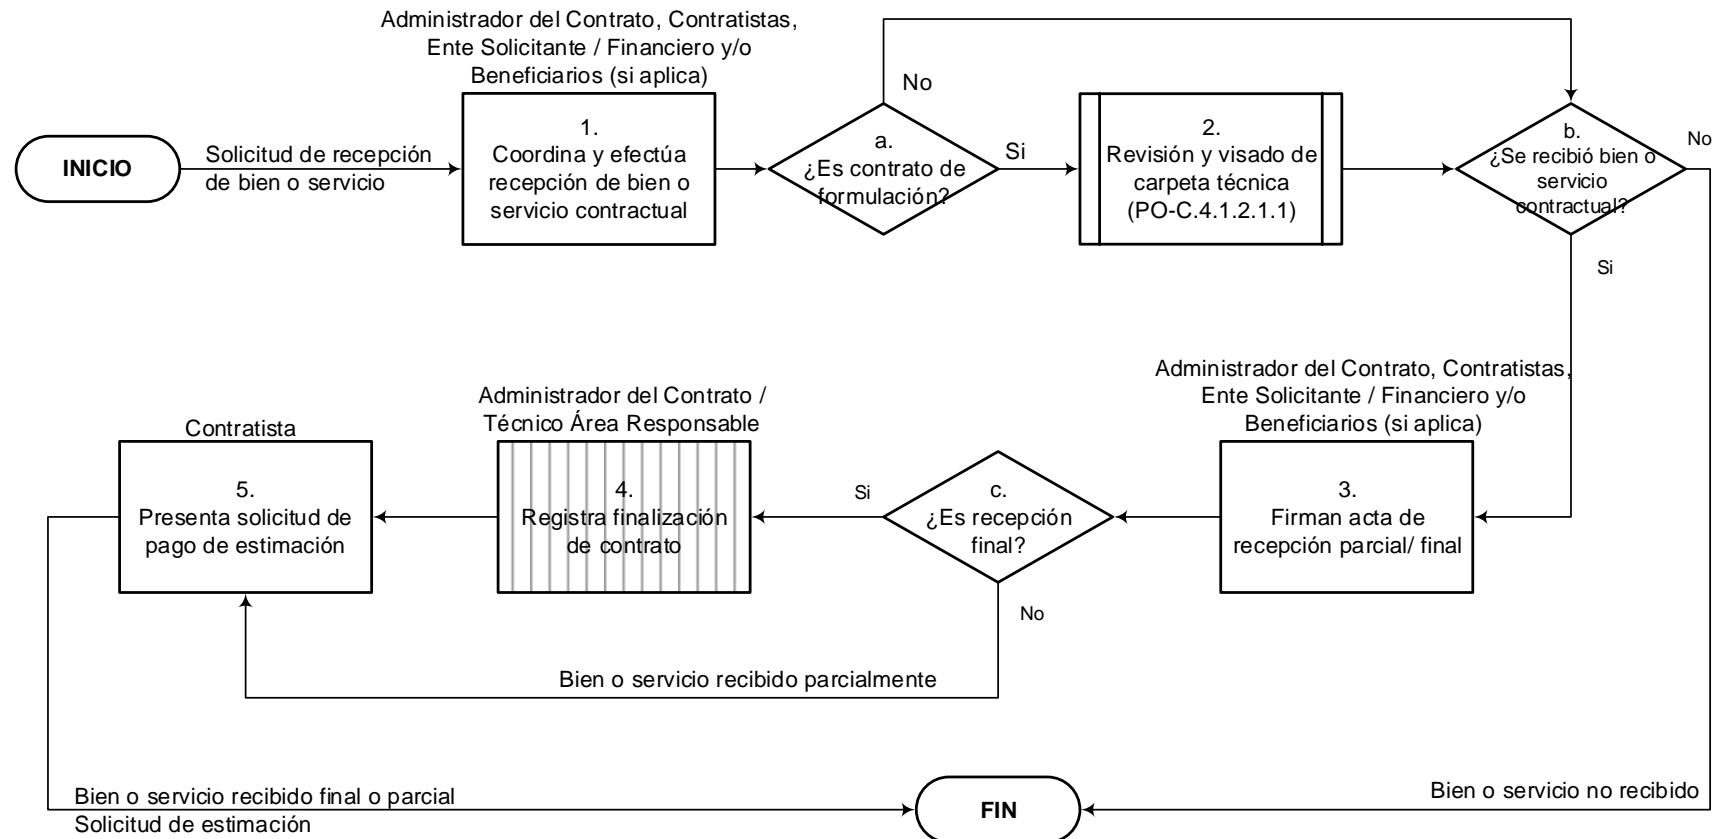 Administrador del Contrato, Contratistas,
Ente Solicitante / Financiero y/o
Beneficiarios (si aplica)
INICIO
Solicitud de recepción
de bien o servicio
1.
Coordina y efectúa
recepción de bien o
servicio contractual
a.
¿Es contrato de
formulación?
No
Si
2.
Revisión y visado de
carpeta técnica
(PO-C.4.1.2.1.1)
b.
¿Se recibió bien o
servicio
contractual?
No
Si
Administrador del Contrato, Contratistas,
Ente Solicitante / Financiero y/o
Beneficiarios (si aplica)
3.
Firman acta de
recepción parcial/ final
c.
¿Es recepción
final?
Si
No
Administrador del Contrato /
Técnico Área Responsable
4.
Registra finalización
de contrato
Contratista
5.
Presenta solicitud de
pago de estimación
Bien o servicio recibido parcialmente
Bien o servicio recibido final o parcial
Solicitud de estimación
FIN
Bien o servicio no recibido